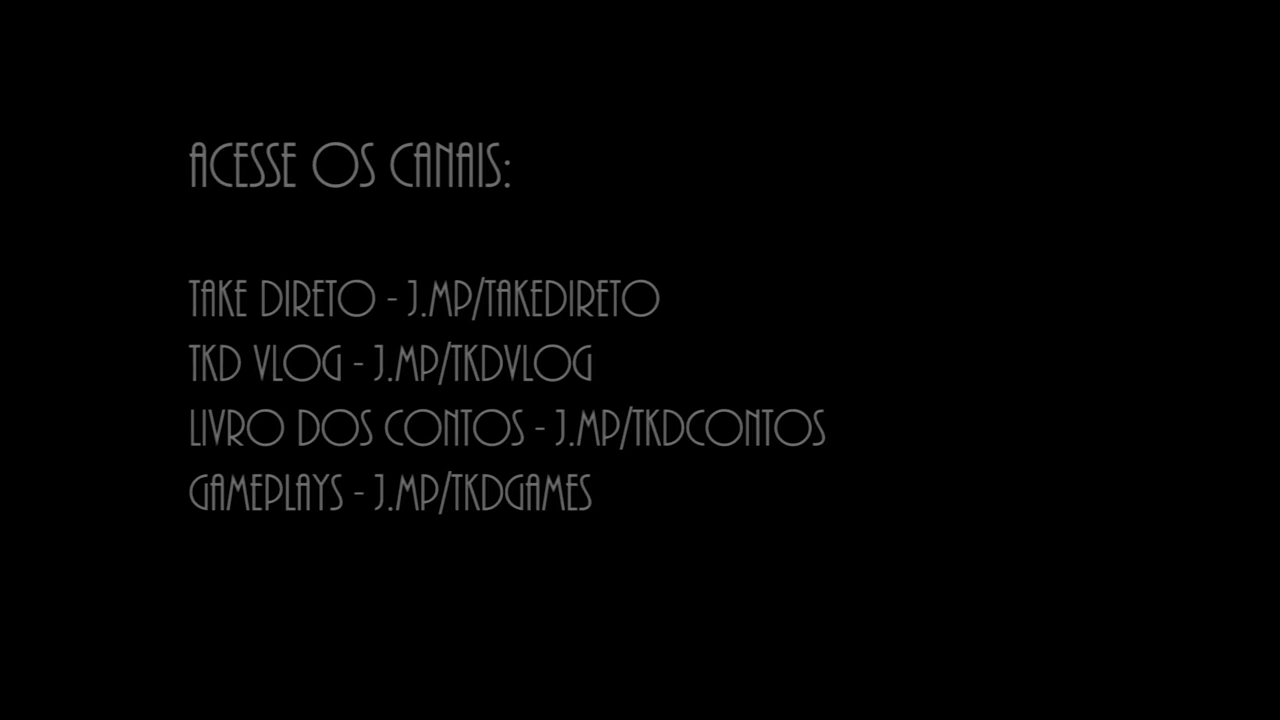 ACESSE OS CANAIS:
TAKE DIRETO - J.MP/TAKEDIRETO
TKD VLOG - J.MP/TKDVLOG
LIVRO DOS CONTOS - J.MP/TKDCONTOS
GAMEPLAYS - J.MP/TKDGAMES